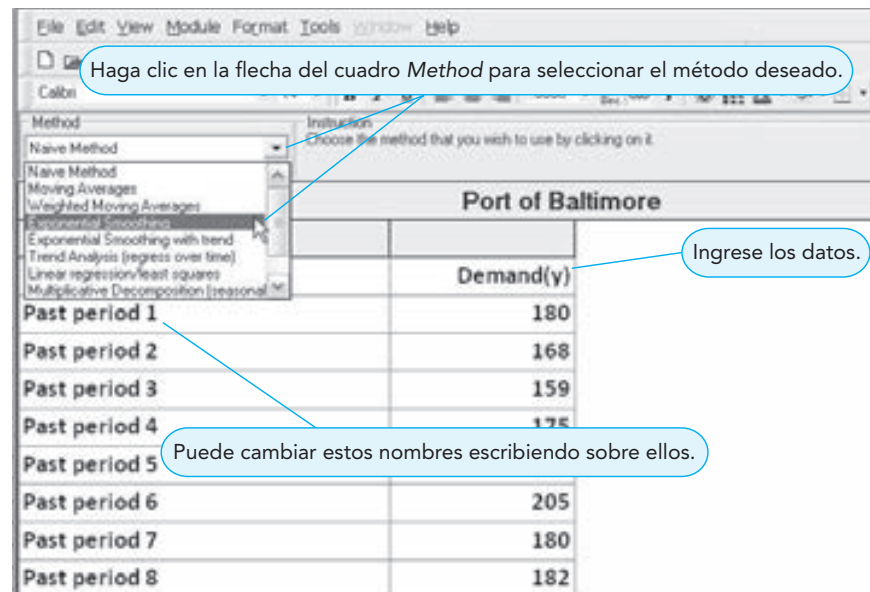 File Edit View Module Format Tools Window Help
Haga clic en la flecha del cuadro Method para seleccionar el método deseado.
Calibri
Method
Instruction
Naive Method
Choose the method that you wish to use by clicking on it
Naive Method
Moving Averages
Weighted Moving Averages
Exponential Smoothing
Exponential Smoothing with trend
Trend Analysis (regress over time)
Linear regression/least squares
Multiplicative Decomposition (seasonal
Port of Baltimore
Ingrese los datos.
Demand(y)
Past period 1 180
Past period 2 168
Past period 3 159
Past period 4 175
Puede cambiar estos nombres escribiendo sobre ellos.
Past period 5
Past period 6 205
Past period 7 180
Past period 8 182